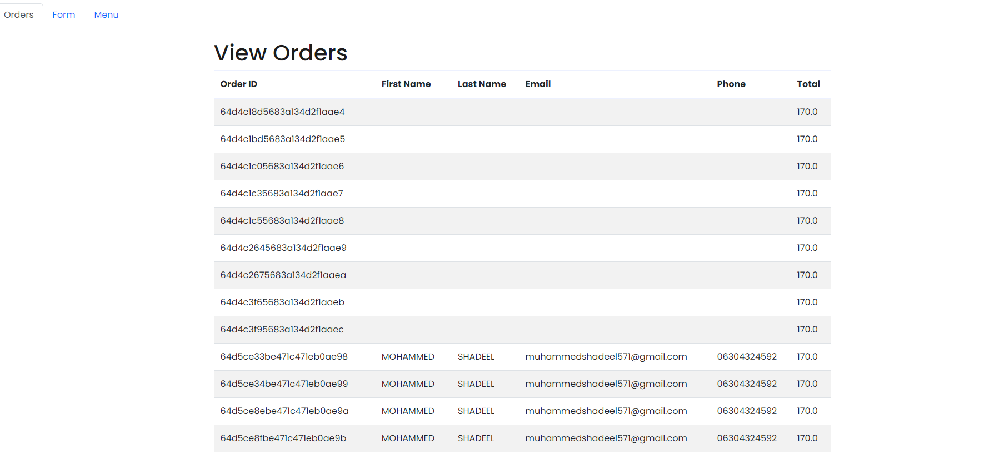 Orders Form Menu
View Orders
Order ID First Name Last Name Email Phone Total
64d4c18d5683a134d2f1aae4 170.0
64d4c1bd5683a134d2f1aae5 170.0
64d4c1c05683a134d2f1aae6 170.0
64d4c1c35683a134d2f1aae7 170.0
64d4c1c55683a134d2f1aae8 170.0
64d4c2645683a134d2f1aae9 170.0
64d4c2675683a134d2f1aaea 170.0
64d4c3f65683a134d2f1aaeb 170.0
64d4c3f95683a134d2f1aaec 170.0
64d5ce33be471c471eb0ae98 MOHAMMED SHADEEL muhammedshadeel571@gmail.com 06304324592 170.0
64d5ce34be471c471eb0ae99 MOHAMMED SHADEEL muhammedshadeel571@gmail.com 06304324592 170.0
64d5ce8ebe471c471eb0ae9a MOHAMMED SHADEEL muhammedshadeel571@gmail.com 06304324592 170.0
64d5ce8fbe471c471eb0ae9b MOHAMMED SHADEEL muhammedshadeel571@gmail.com 06304324592 170.0